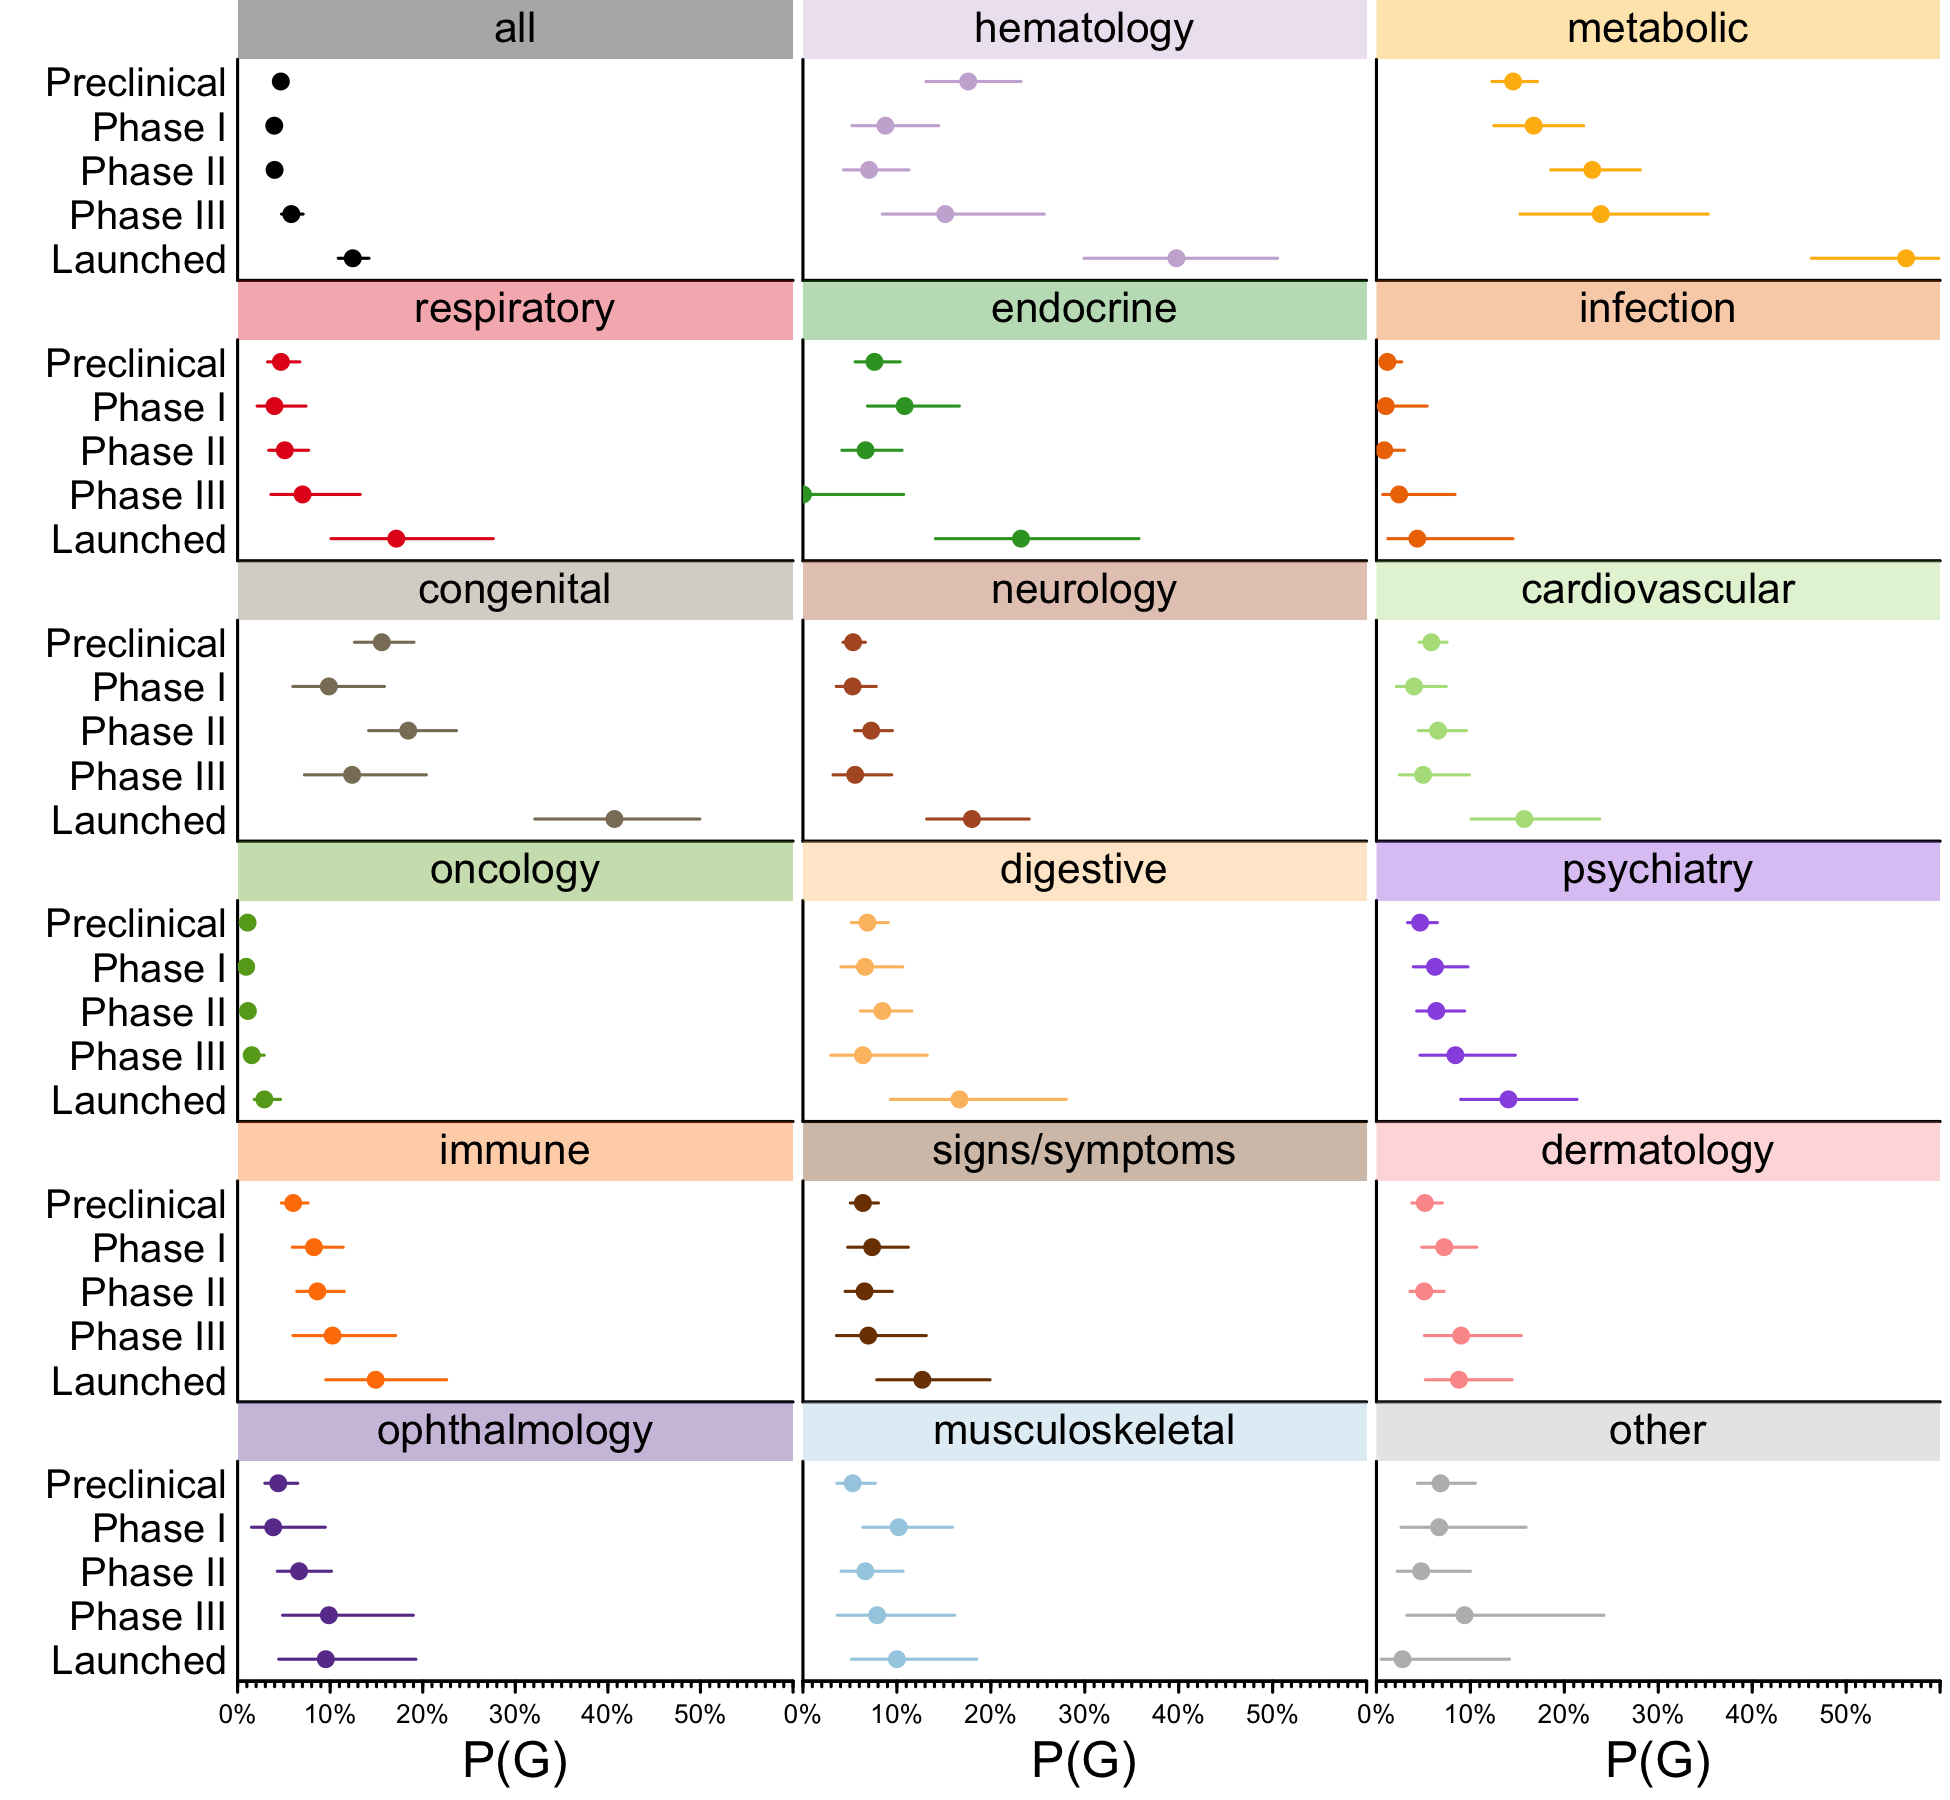 all hematology metabolic
Preclinical
Phase I
Phase II
Phase III
Launched
respiratory endocrine infection
Preclinical
Phase I
Phase II
Phase III
Launched
congenital neurology cardiovascular
Preclinical
Phase I
Phase II
Phase III
Launched
oncology digestive psychiatry
Preclinical
Phase I
Phase II
Phase III
Launched
immune signs/symptoms dermatology
Preclinical
Phase I
Phase II
Phase III
Launched
ophthalmology musculoskeletal other
Preclinical
Phase I
Phase II
Phase III
Launched
0% 10% 20% 30% 40% 50% 0% 10% 20% 30% 40% 50% 0% 10% 20% 30% 40% 50%
P(G) P(G) P(G)